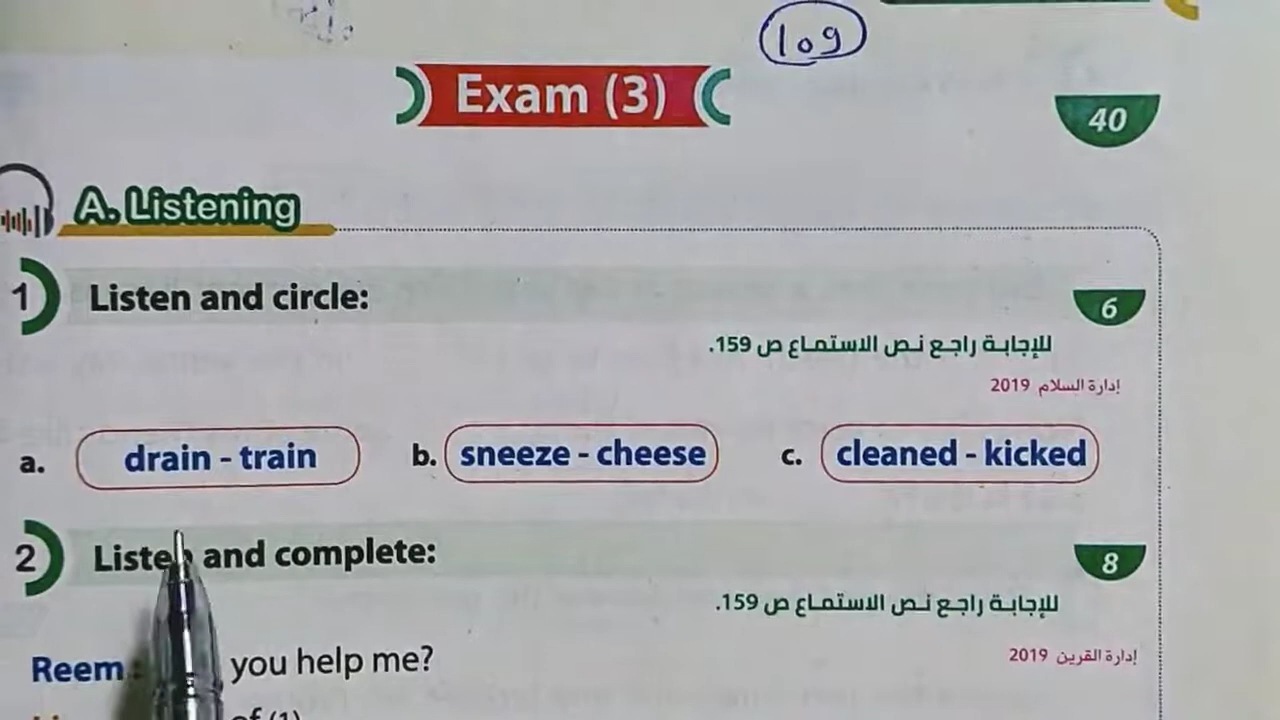 109
Exam (3)
40
A. Listening
1 Listen and circle:
6
للإجابة راجع نص الاستماع ص 159.
إدارة السلام 2019
a. drain - train b. sneeze - cheese c. cleaned - kicked
2 Listen and complete:
8
للإجابة راجع نص الاستماع ص 159.
إدارة القرين 2019
Reem : you help me?
of (1)